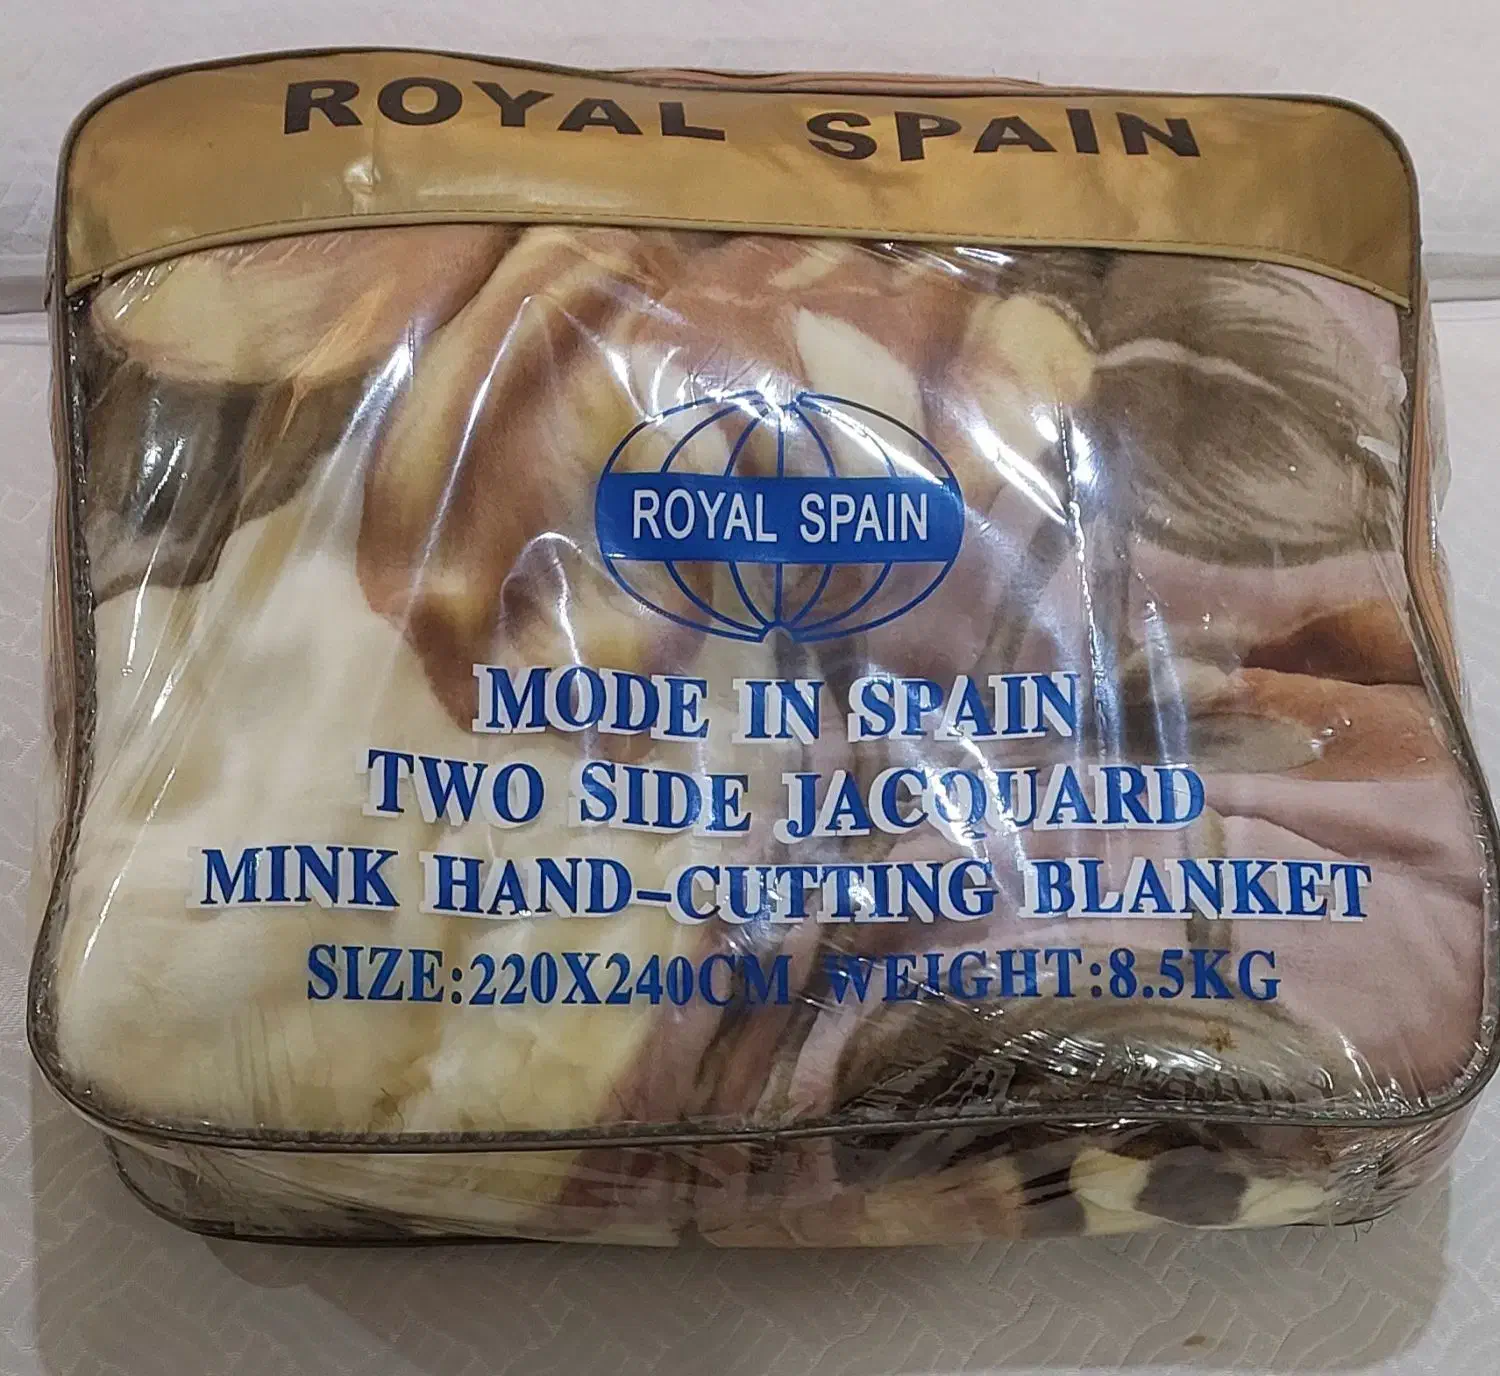 ROYAL SPAIN
ROYAL SPAIN
MODE IN SPAIN
TWO SIDE JACQUARD
MINK HAND-CUTTING BLANKET
SIZE:220X240CM WEIGHT:8.5KG